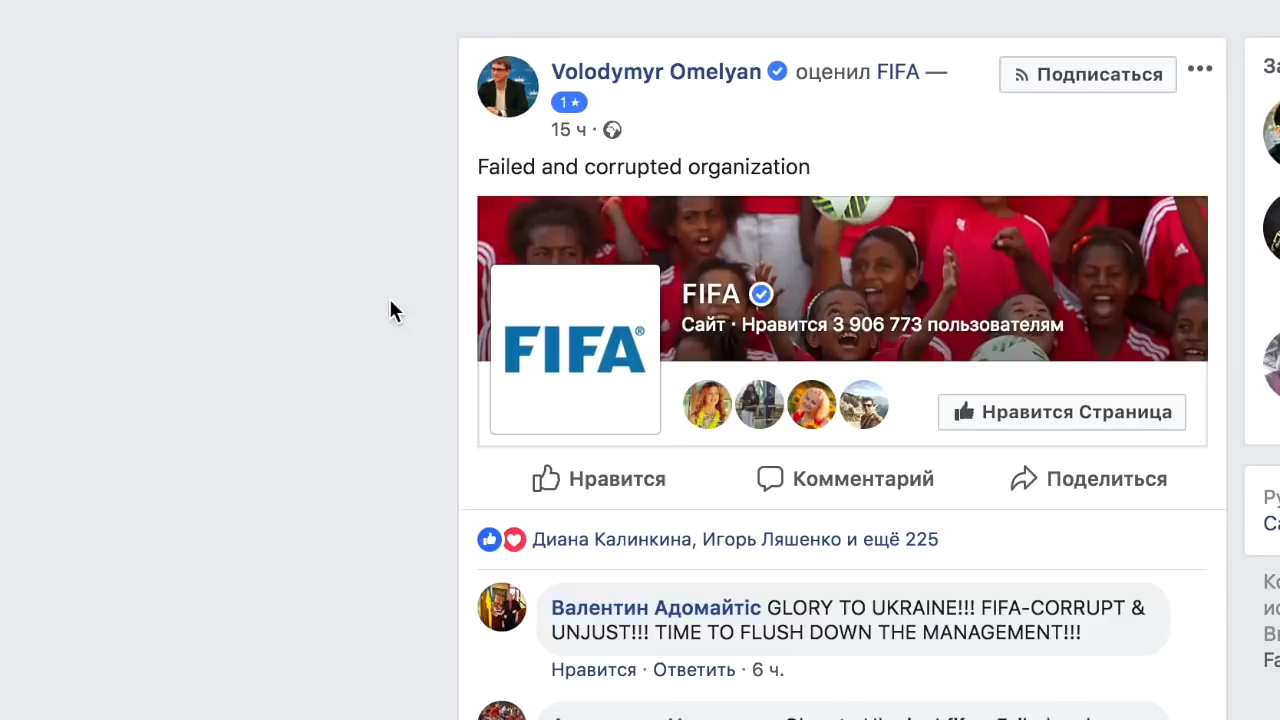 Volodymyr Omelyan оценил FIFA —
1★
15 ч ·
Подписаться
Failed and corrupted organization
FIFA
Сайт · Нравится 3 906 773 пользователям
FIFA®
Нравится Страница
Нравится
Комментарий
Поделиться
Диана Калинкина, Игорь Ляшенко и ещё 225
Валентин Адомайтіс GLORY TO UKRAINE!!! FIFA-CORRUPT &
UNJUST!!! TIME TO FLUSH DOWN THE MANAGEMENT!!!
Нравится · Ответить · 6 ч.